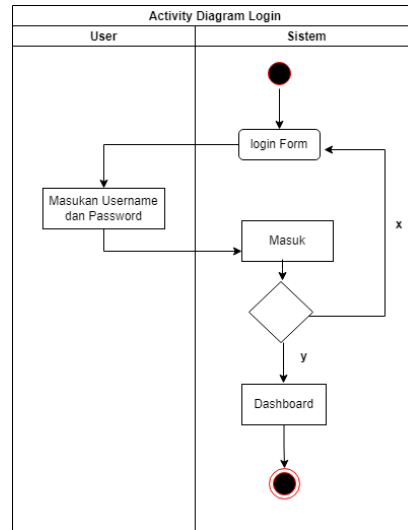 Activity Diagram Login
User
Sistem
login Form
Masukan Username
dan Password
Masuk
x
y
Dashboard